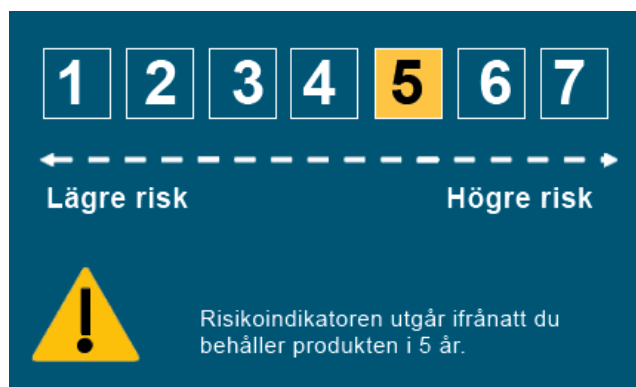 1 2 3 4 5 6 7
Lägre risk Högre risk
Risikoindikatoren utgår ifrånatt du
behåller produkten i 5 år.